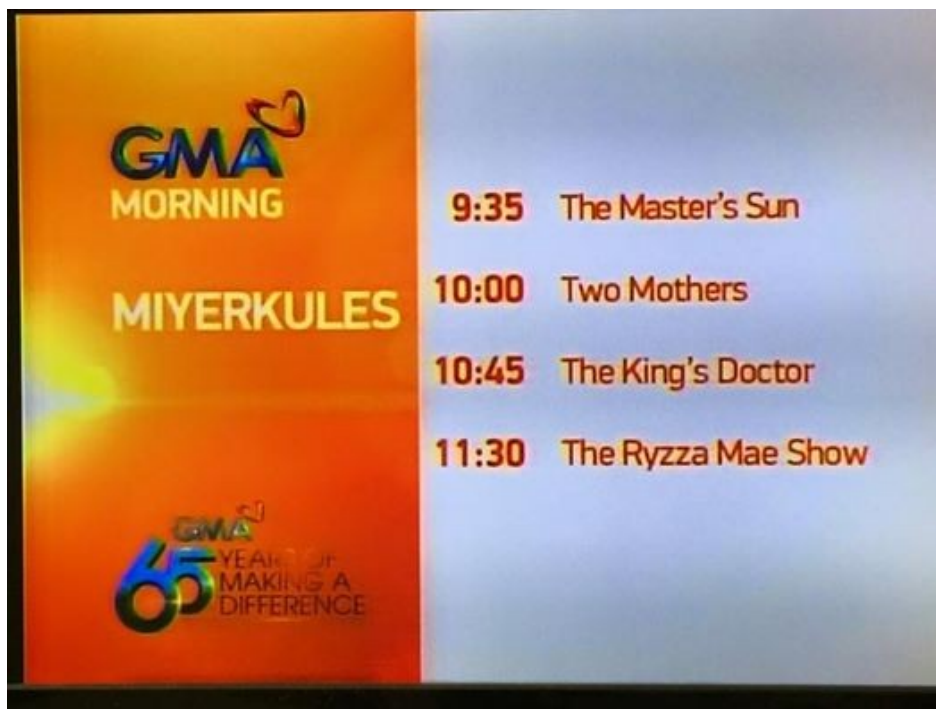 GMA
MORNING
MIYERKULES
9:35 The Master's Sun
10:00 Two Mothers
10:45 The King's Doctor
11:30 The Ryzza Mae Show
GMA
65 YEARS OF
MAKING A
DIFFERENCE